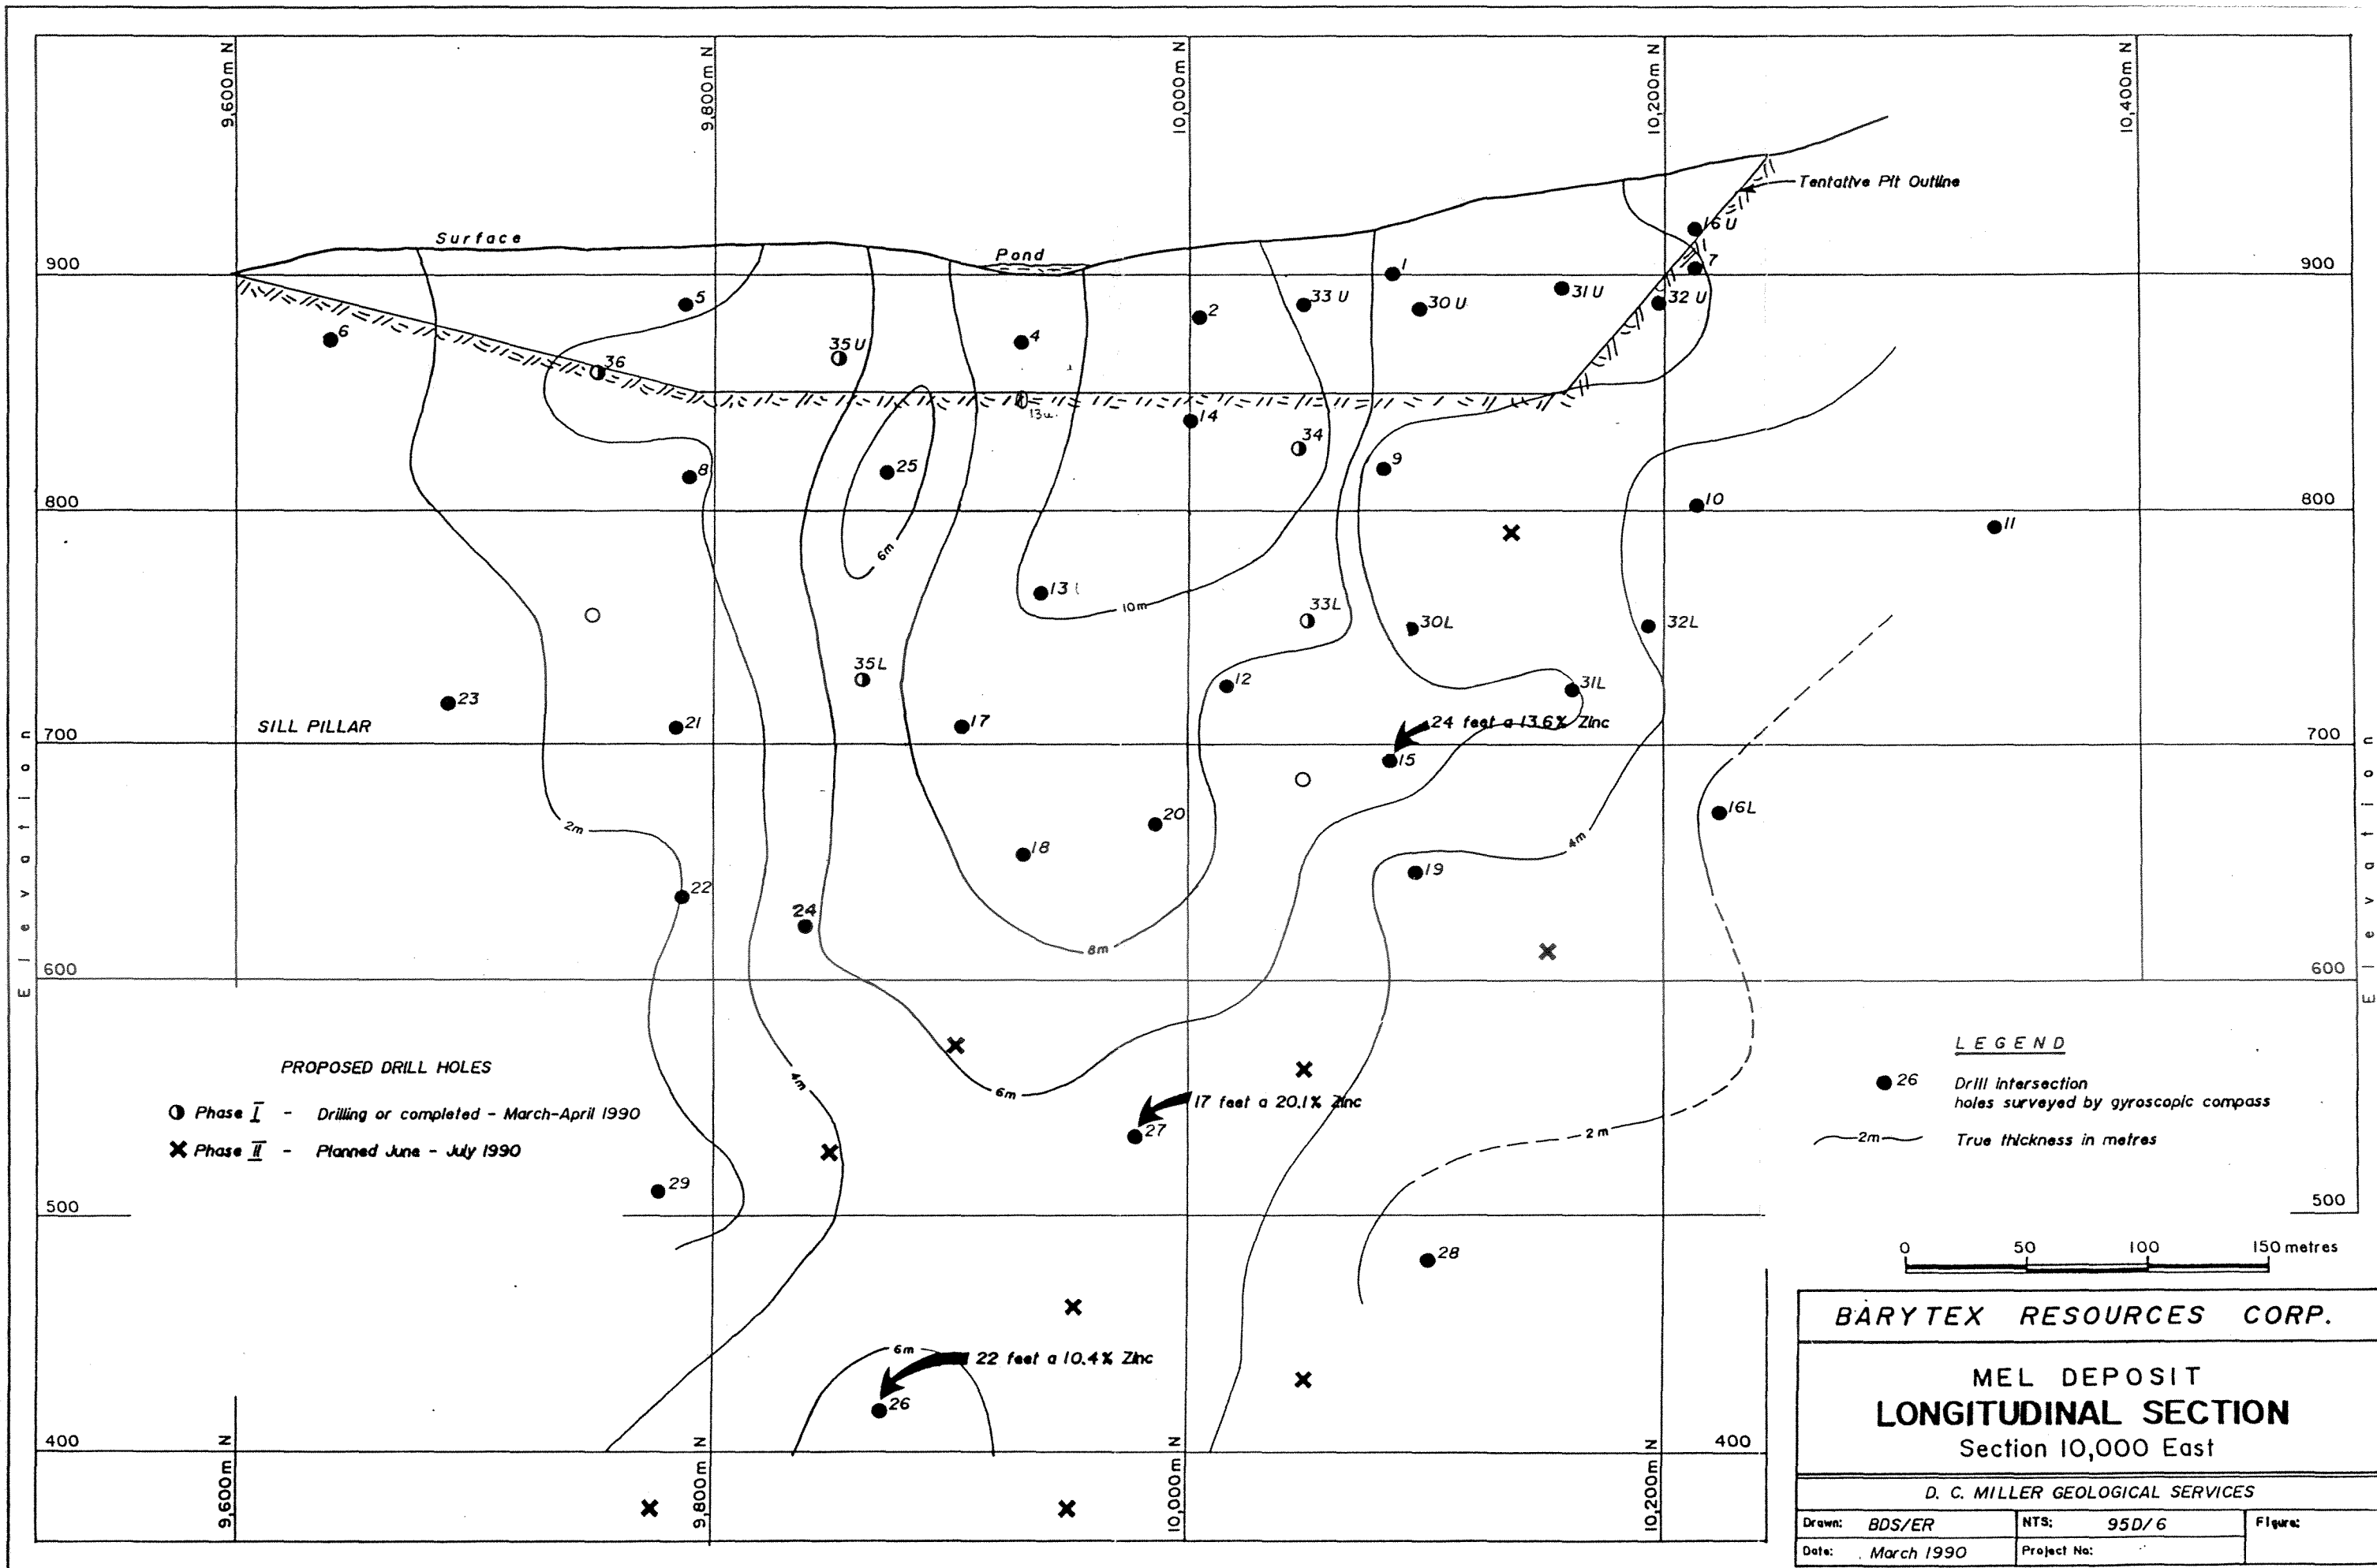 9,600m N
9,800m N
10,000m N
10,200m N
10,400m N
Tentative Pit Outline
16 U
Surface
Pond
7
900
900
1
5
33 U
31 U
32 U
30 U
2
6
4
35 U
36
13u.
14
34
25
9
8
10
800
800
11
6m
13
10m
33L
30L
32L
35L
12
31L
23
SILL PILLAR
21
17
24 feet a 13.6% Zinc
700
700
15
16L
20
2m
18
4m
19
22
24
8m
600
600
Elevation
Elevation
PROPOSED DRILL HOLES
Phase I - Drilling or completed - March-April 1990
Phase II - Planned June - July 1990
4m
6m
17 feet a 20.1% Zinc
27
2m
LEGEND
26 Drill intersection
holes surveyed by gyroscopic compass
2m True thickness in metres
29
500
500
28
0 50 100 150 metres
6m
22 feet a 10.4% Zinc
26
400
400
9,600m N
9,800m N
10,000m N
10,200m N
BARYTEX RESOURCES CORP.
MEL DEPOSIT
LONGITUDINAL SECTION
Section 10,000 East
D. C. MILLER GEOLOGICAL SERVICES
Drawn: BDS/ER NTS: 95D/6 Figure:
Date: March 1990 Project No: